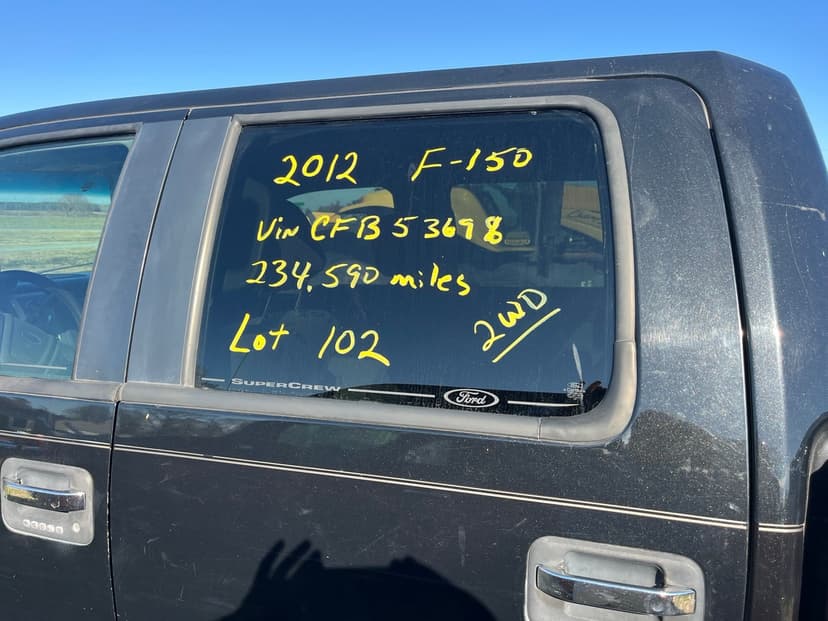 2012 F-150
Vin CFB53698
234,590 miles
Lot 102
2WD
SUPERCREW
Ford